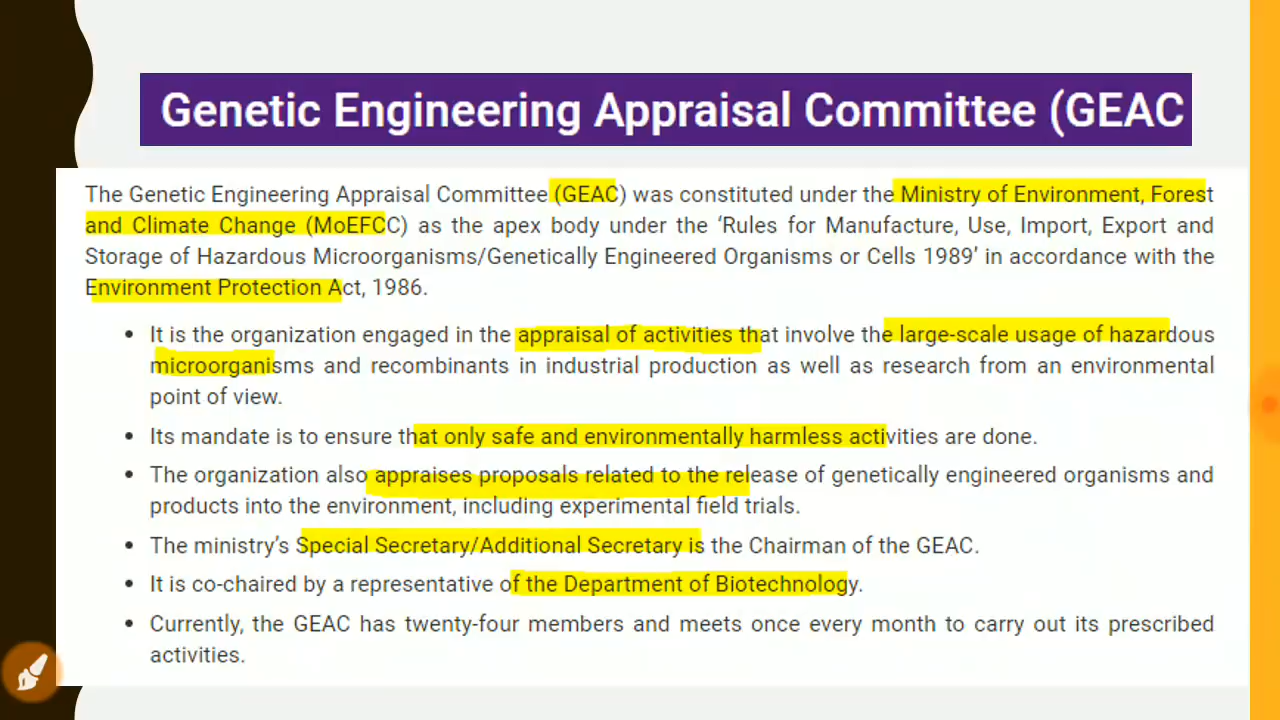 Genetic Engineering Appraisal Committee (GEAC
The Genetic Engineering Appraisal Committee (GEAC) was constituted under the Ministry of Environment, Forest
and Climate Change (MoEFCC) as the apex body under the ‘Rules for Manufacture, Use, Import, Export and
Storage of Hazardous Microorganisms/Genetically Engineered Organisms or Cells 1989’ in accordance with the
Environment Protection Act, 1986.
• It is the organization engaged in the appraisal of activities that involve the large-scale usage of hazardous
microorganisms and recombinants in industrial production as well as research from an environmental
point of view.
• Its mandate is to ensure that only safe and environmentally harmless activities are done.
• The organization also appraises proposals related to the release of genetically engineered organisms and
products into the environment, including experimental field trials.
• The ministry’s Special Secretary/Additional Secretary is the Chairman of the GEAC.
• It is co-chaired by a representative of the Department of Biotechnology.
• Currently, the GEAC has twenty-four members and meets once every month to carry out its prescribed
activities.